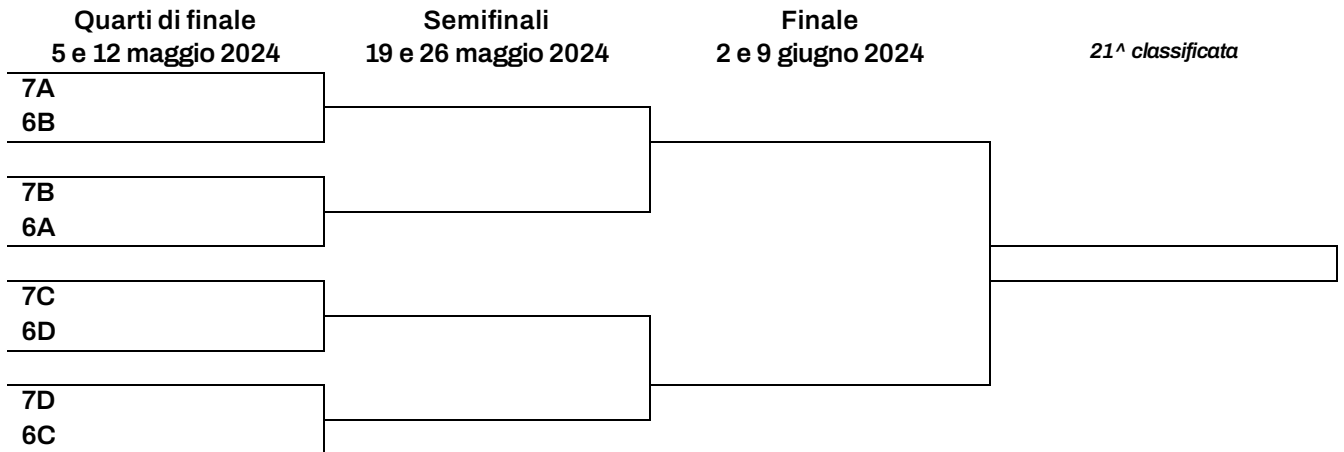 Quarti di finale
5 e 12 maggio 2024
Semifinali
19 e 26 maggio 2024
Finale
2 e 9 giugno 2024
21^ classificata
7A
6B
7B
6A
7C
6D
7D
6C